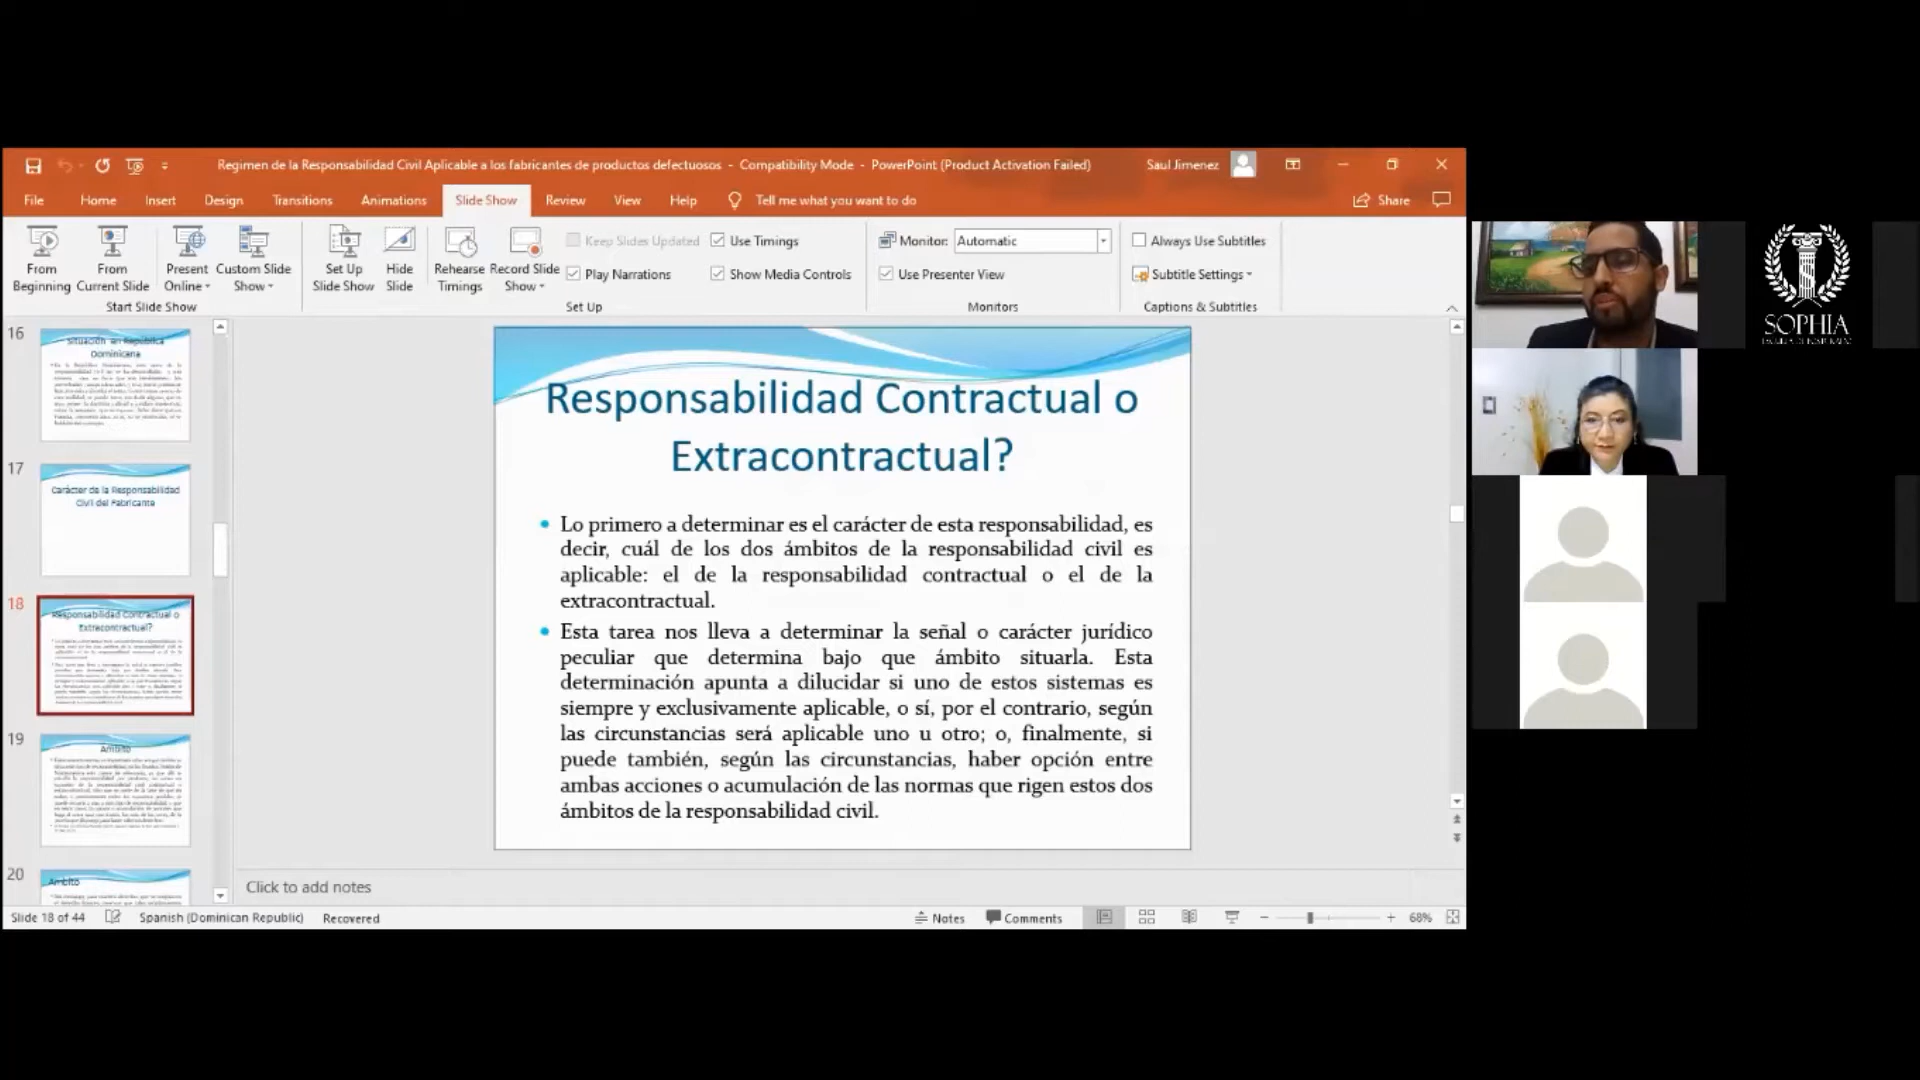 Regimen de la Responsabilidad Civil Aplicable a los fabricantes de productos defectuosos - Compatibility Mode - PowerPoint (Product Activation Failed)
Saul Jimenez
File Home Insert Design Transitions Animations Slide Show Review View Help Tell me what you want to do
Share
From Beginning
From Current Slide
Present Online
Custom Slide Show
Start Slide Show
Set Up Slide Show
Hide Slide
Rehearse Timings
Record Slide Show
Keep Slides Updated
Use Timings
Play Narrations
Show Media Controls
Set Up
Monitor: Automatic
Use Presenter View
Monitors
Always Use Subtitles
Subtitle Settings
Captions & Subtitles
16
Situación en República
Dominicana
17
Carácter de la Responsabilidad
Civil del Fabricante
18
Responsabilidad Contractual o
Extracontractual?
19
Ambito
20
Ambito
Responsabilidad Contractual o
Extracontractual?
• Lo primero a determinar es el carácter de esta responsabilidad, es
decir, cuál de los dos ámbitos de la responsabilidad civil es
aplicable: el de la responsabilidad contractual o el de la
extracontractual.
• Esta tarea nos lleva a determinar la señal o carácter jurídico
peculiar que determina bajo que ámbito situarla. Esta
determinación apunta a dilucidar si uno de estos sistemas es
siempre y exclusivamente aplicable, o sí, por el contrario, según
las circunstancias será aplicable uno u otro; o, finalmente, si
puede también, según las circunstancias, haber opción entre
ambas acciones o acumulación de las normas que rigen estos dos
ámbitos de la responsabilidad civil.
Click to add notes
Slide 18 of 44
Spanish (Dominican Republic)
Recovered
Notes
Comments
68%
SOPHIA